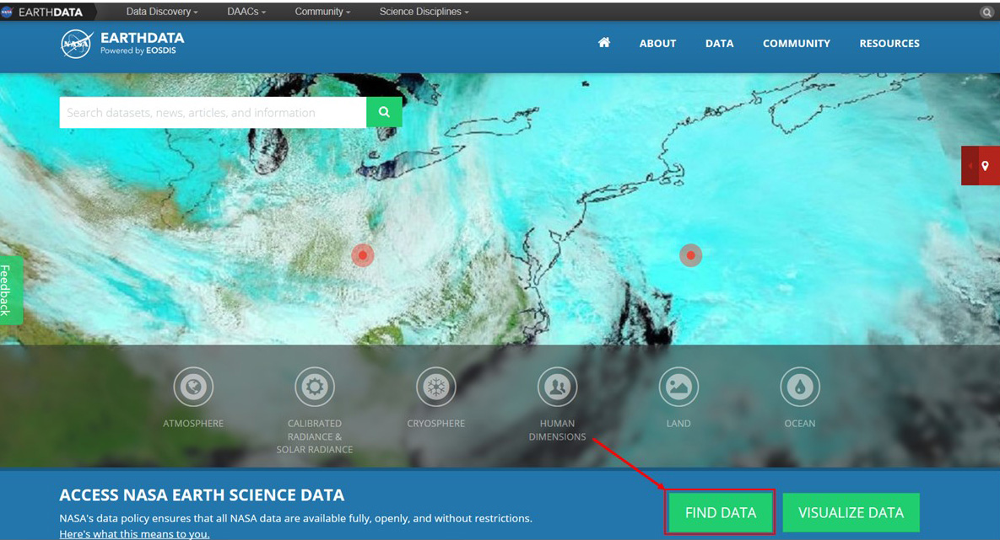 EARTHDATA
Data Discovery
DAACs
Community
Science Disciplines
NASA
EARTHDATA
Powered by EOSDIS
ABOUT
DATA
COMMUNITY
RESOURCES
Search datasets, news, articles, and information
Feedback
ATMOSPHERE
CALIBRATED
RADIANCE &
SOLAR RADIANCE
CRYOSPHERE
HUMAN
DIMENSIONS
LAND
OCEAN
ACCESS NASA EARTH SCIENCE DATA
NASA's data policy ensures that all NASA data are available fully, openly, and without restrictions.
Here's what this means to you.
FIND DATA
VISUALIZE DATA